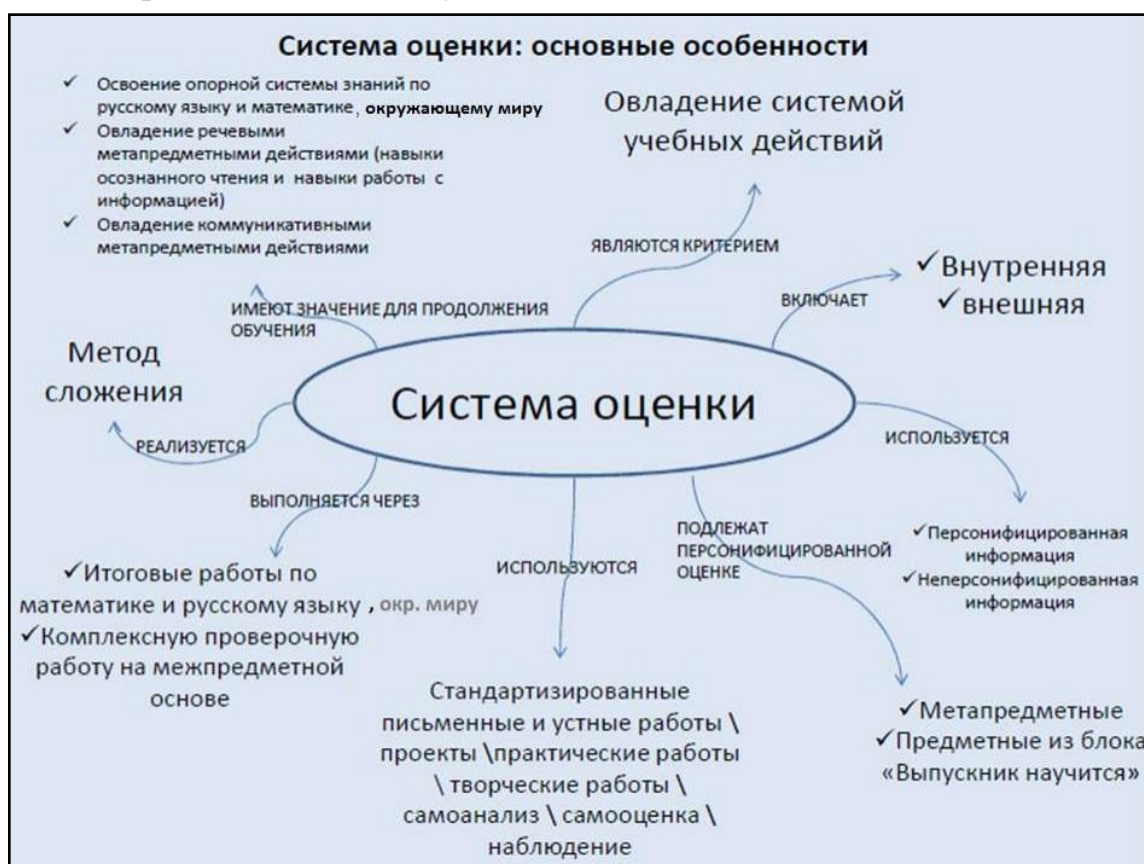 Система оценки: основные особенности
✓ Освоение опорной системы знаний по
русскому языку и математике, окружающему миру
✓ Овладение речевыми
метапредметными действиями (навыки
осознанного чтения и навыки работы с
информацией)
✓ Овладение коммуникативными
метапредметными действиями
Овладение системой
учебных действий
ЯВЛЯЮТСЯ КРИТЕРИЕМ
✓Внутренняя
✓внешняя
ВКЛЮЧАЕТ
ИМЕЮТ ЗНАЧЕНИЕ ДЛЯ ПРОДОЛЖЕНИЯ
ОБУЧЕНИЯ
Метод
сложения
РЕАЛИЗУЕТСЯ
Система оценки
ИСПОЛЬЗУЕТСЯ
✓Персонифицированная
информация
✓Неперсонифицированная
информация
ВЫПОЛНЯЕТСЯ ЧЕРЕЗ
✓Итоговые работы по
математике и русскому языку , окр. миру
✓Комплексную проверочную
работу на межпредметной
основе
ИСПОЛЬЗУЮТСЯ
Стандартизированные
письменные и устные работы \
проекты \практические работы
\ творческие работы \
самоанализ \ самооценка \
наблюдение
ПОДЛЕЖАТ
ПЕРСОНИФИЦИРОВАННОЙ
ОЦЕНКЕ
✓Метапредметные
✓Предметные из блока
«Выпускник научится»